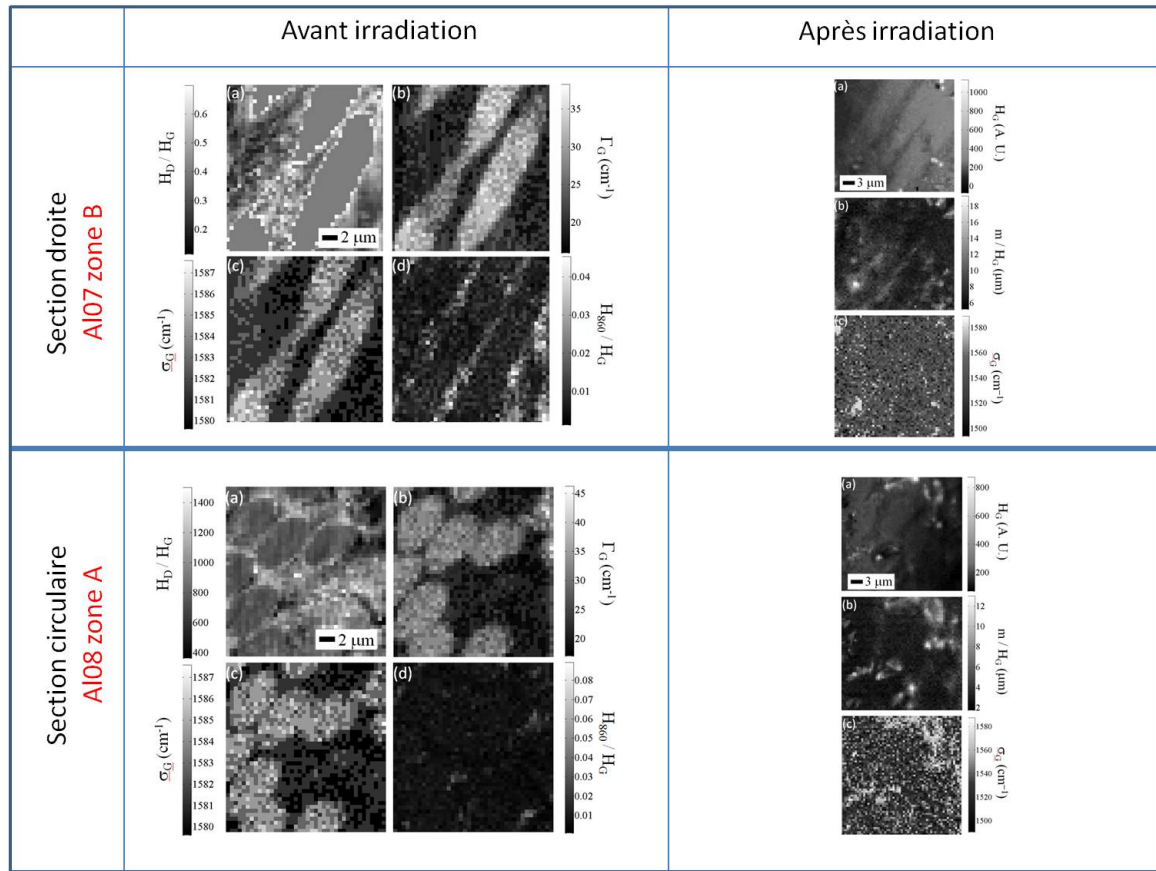 Avant irradiation
Après irradiation
Section droite
AI07 zone B
(a)
(b)
(c)
(d)
0.6
0.5
0.4
0.3
0.2
H_D / H_G
2 μm
35
30
25
20
Γ_G (cm⁻¹)
1587
1586
1585
1584
1583
1582
1581
1580
σ_G (cm⁻¹)
0.04
0.03
0.02
0.01
H₈₆₀ / H_G
(a)
1000
800
600
400
200
0
H_G (A. U.)
3 μm
(b)
18
16
14
12
10
8
6
m / H_G (μm)
(c)
1580
1560
1540
1520
1500
σ_G (cm⁻¹)
Section circulaire
AI08 zone A
(a)
(b)
(c)
(d)
1400
1200
1000
800
600
400
H_D / H_G
2 μm
45
40
35
30
25
20
Γ_G (cm⁻¹)
1587
1586
1585
1584
1583
1582
1581
1580
σ_G (cm⁻¹)
0.08
0.07
0.06
0.05
0.04
0.03
0.02
0.01
H₈₆₀ / H_G
(a)
800
600
400
200
H_G (A. U.)
3 μm
(b)
12
10
8
6
4
2
m / H_G (μm)
(c)
1580
1560
1540
1520
1500
σ_G (cm⁻¹)